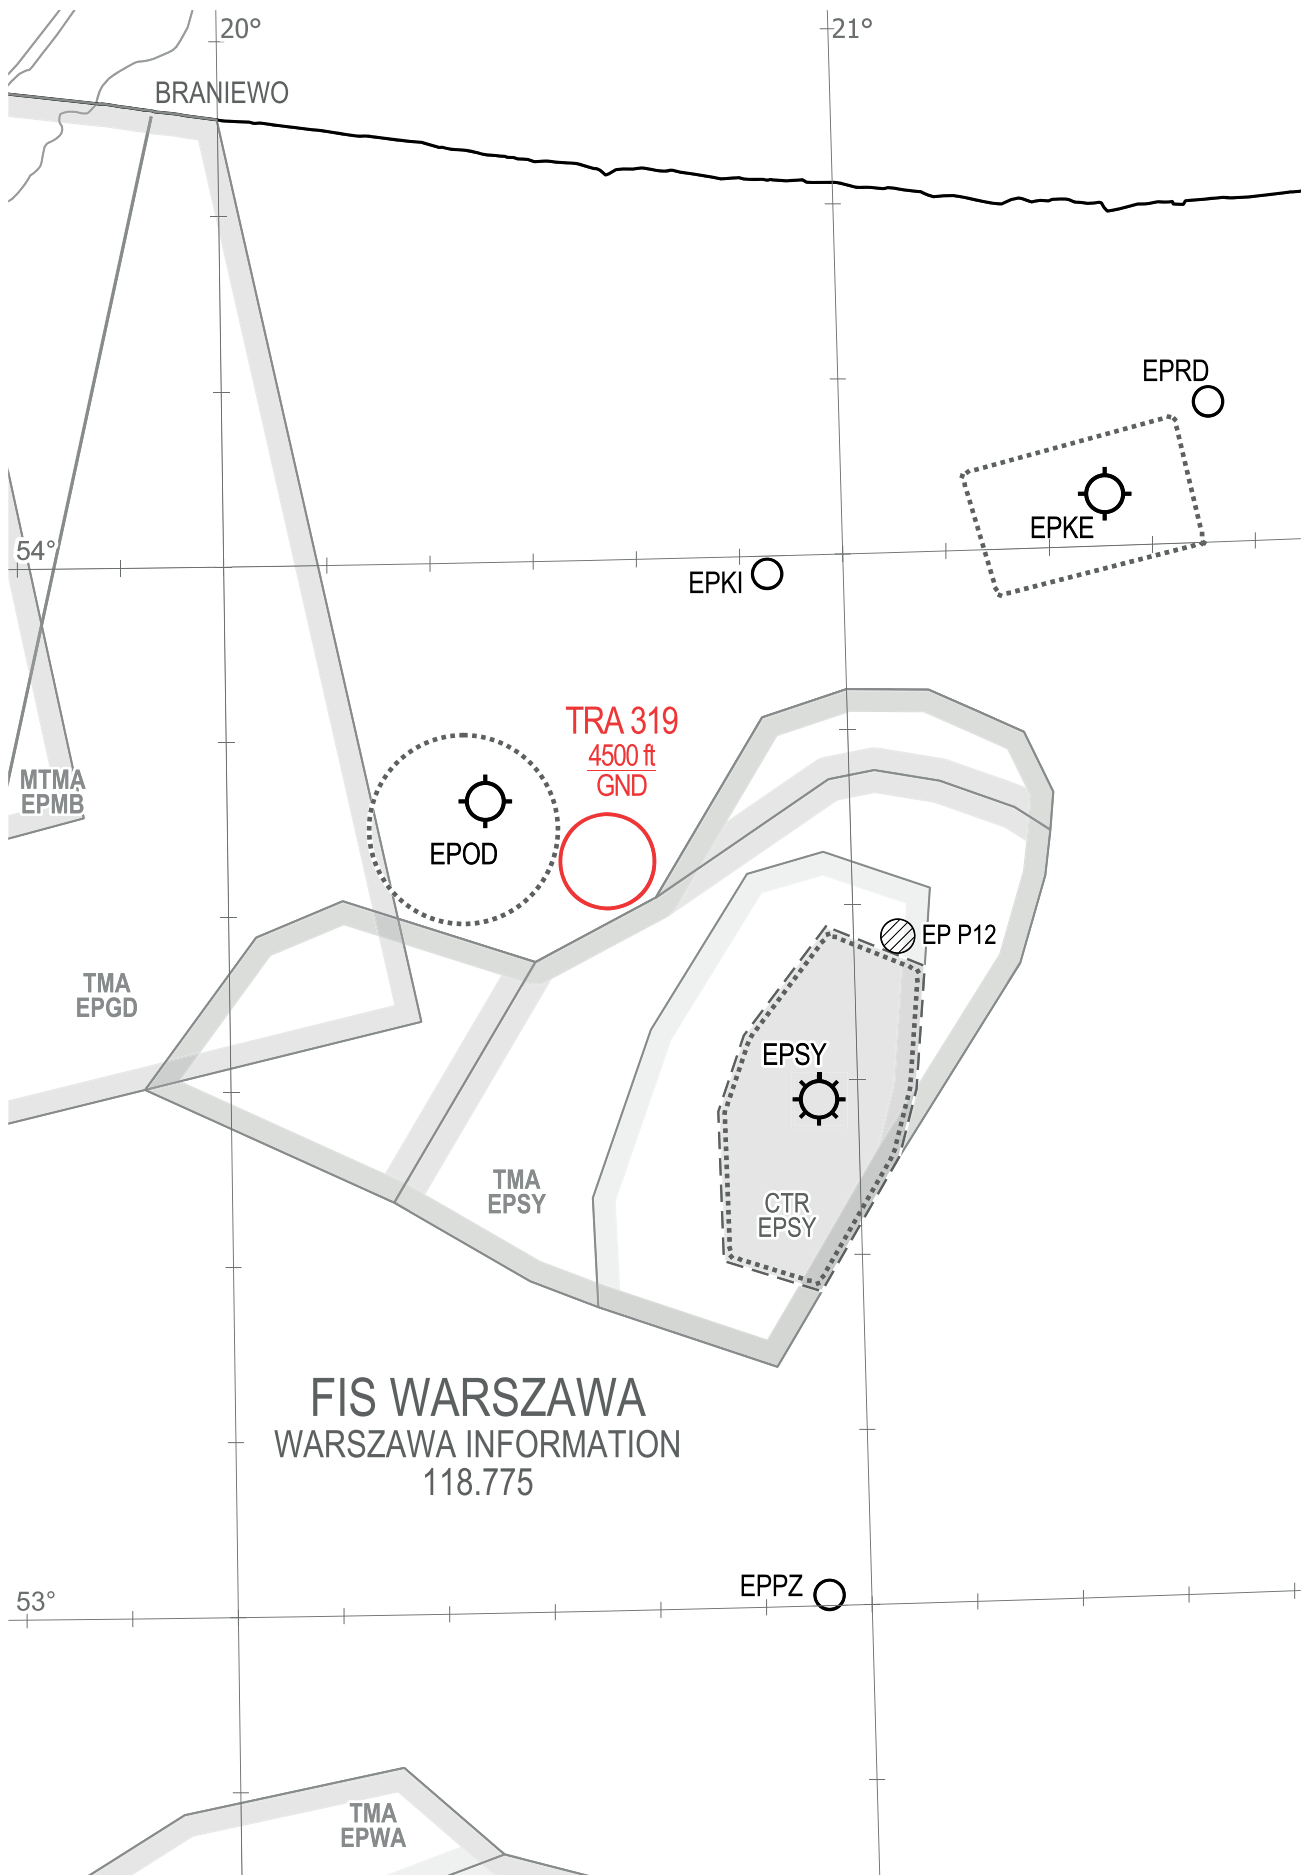 20°
21°
BRANIEWO
EPRD
EPKE
54°
EPKI
TRA 319
4500 ft
GND
MTMA
EPMB
EPOD
EP P12
TMA
EPGD
EPSY
TMA
EPSY
CTR
EPSY
FIS WARSZAWA
WARSZAWA INFORMATION
118.775
53°
EPPZ
TMA
EPWA